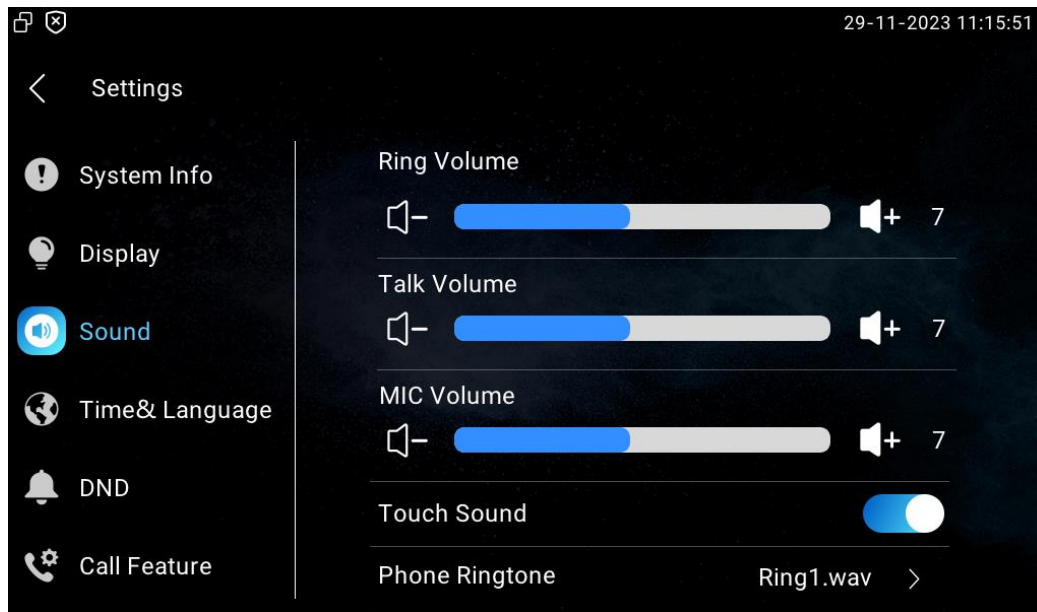 29-11-2023 11:15:51
Settings
System Info
Display
Sound
Time& Language
DND
Call Feature
Ring Volume
7
Talk Volume
7
MIC Volume
7
Touch Sound
Phone Ringtone Ring1.wav